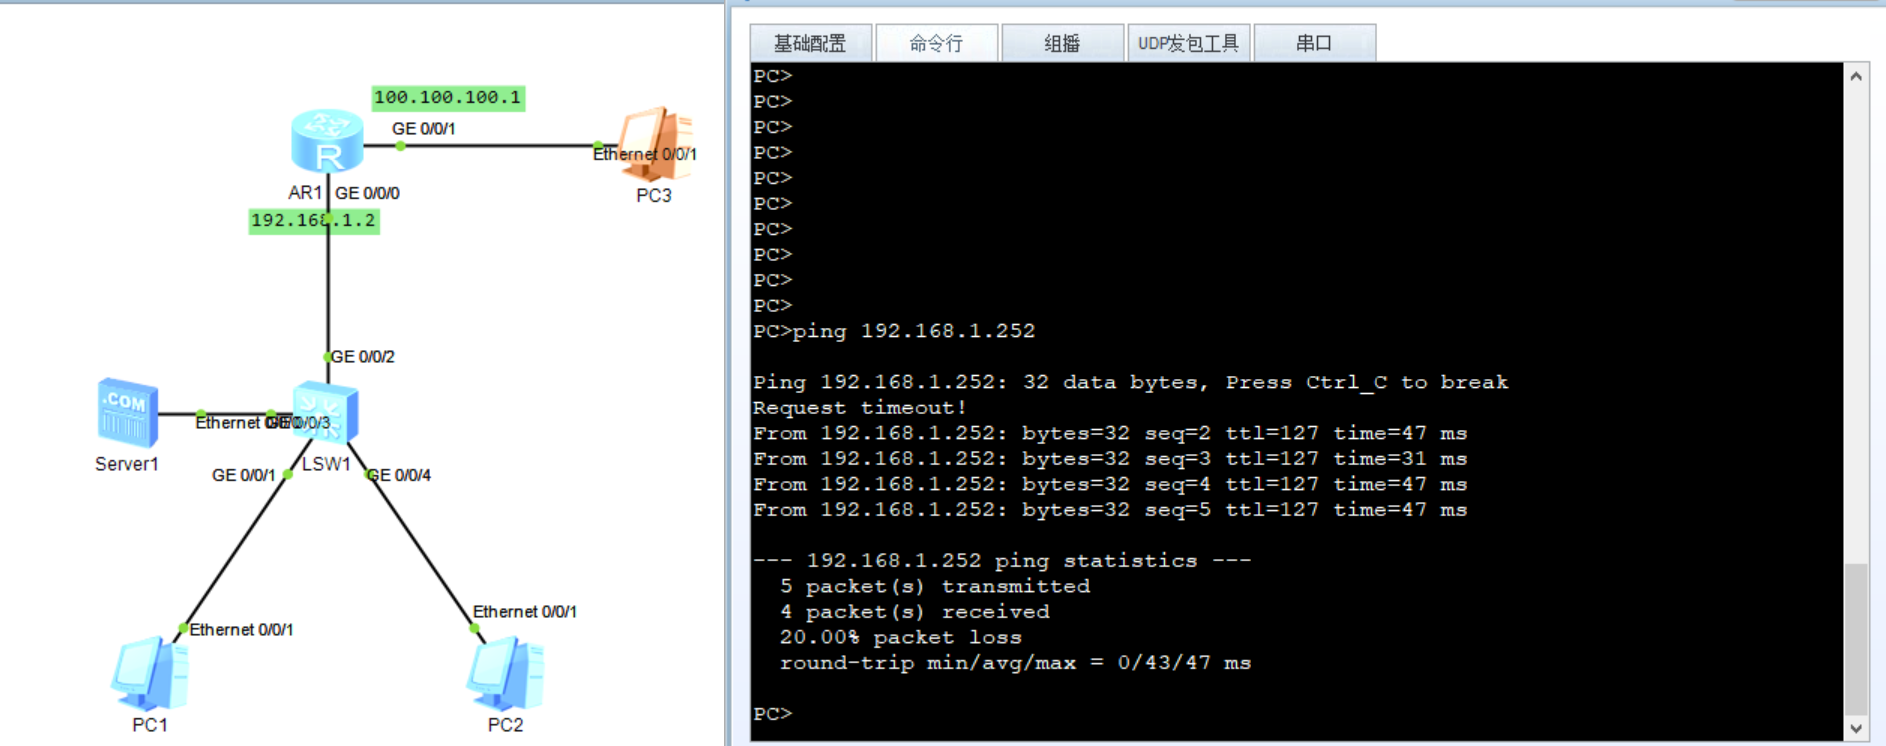 100.100.100.1
GE 0/0/1
Ethernet 0/0/1
R
AR1
GE 0/0/0
PC3
192.168.1.2
GE 0/0/2
.COM
Ethernet
0/0/3
Server1
LSW1
GE 0/0/1
GE 0/0/4
Ethernet 0/0/1
Ethernet 0/0/1
PC1
PC2
基础配置
命令行
组播
UDP发包工具
串口
PC>
PC>
PC>
PC>
PC>
PC>
PC>
PC>
PC>
PC>
PC>ping 192.168.1.252
Ping 192.168.1.252: 32 data bytes, Press Ctrl_C to break
Request timeout!
From 192.168.1.252: bytes=32 seq=2 ttl=127 time=47 ms
From 192.168.1.252: bytes=32 seq=3 ttl=127 time=31 ms
From 192.168.1.252: bytes=32 seq=4 ttl=127 time=47 ms
From 192.168.1.252: bytes=32 seq=5 ttl=127 time=47 ms
--- 192.168.1.252 ping statistics ---
5 packet(s) transmitted
4 packet(s) received
20.00% packet loss
round-trip min/avg/max = 0/43/47 ms
PC>